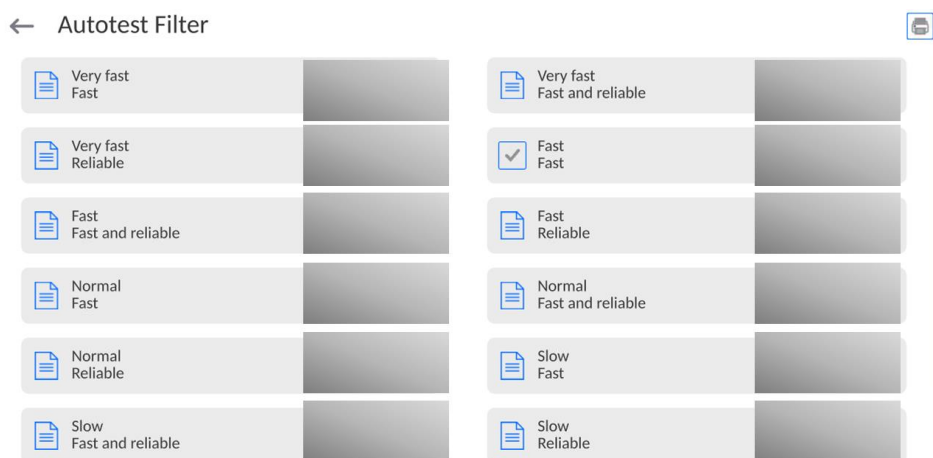 Autotest Filter
Very fast
Fast
Very fast
Fast and reliable
Very fast
Reliable
Fast
Fast
Fast
Fast and reliable
Fast
Reliable
Normal
Fast
Normal
Fast and reliable
Normal
Reliable
Slow
Fast
Slow
Fast and reliable
Slow
Reliable